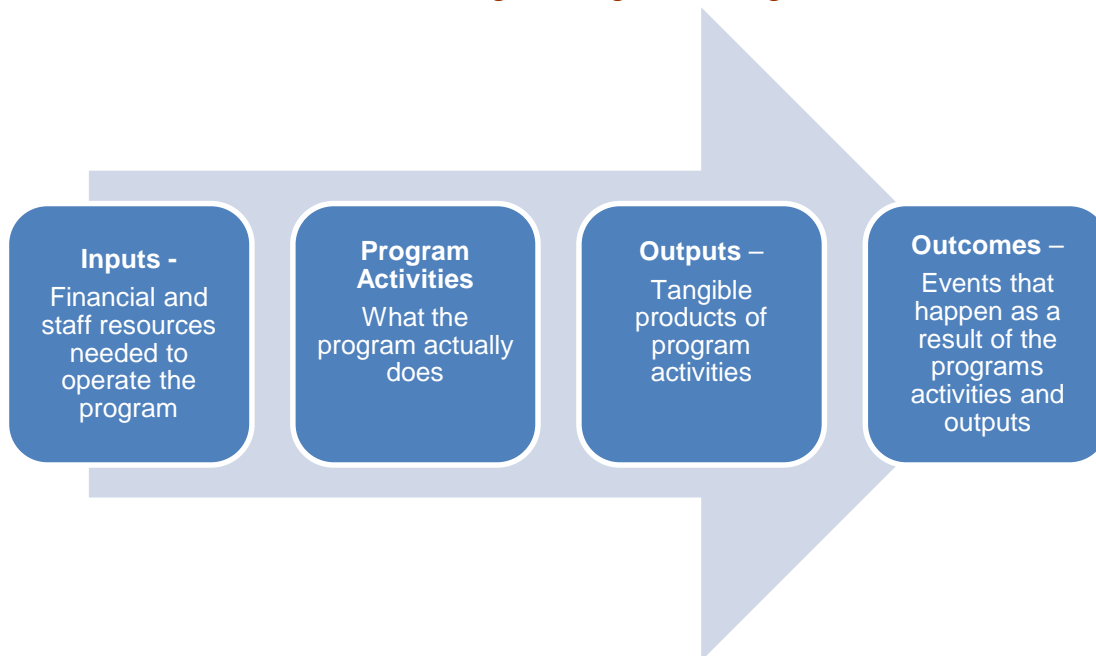 Inputs -
Financial and
staff resources
needed to
operate the
program
Program
Activities
What the
program actually
does
Outputs –
Tangible
products of
program
activities
Outcomes –
Events that
happen as a
result of the
programs
activities and
outputs